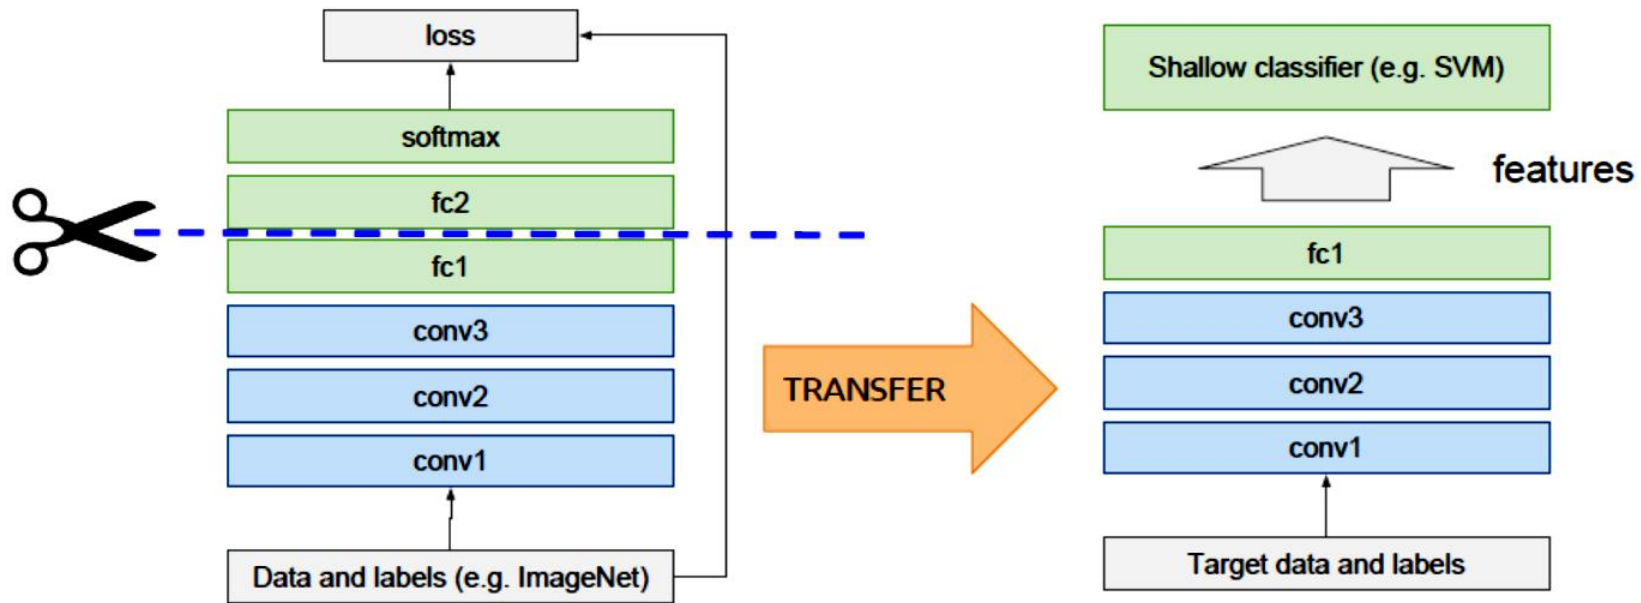 loss
softmax
fc2
fc1
conv3
conv2
conv1
Data and labels (e.g. ImageNet)
TRANSFER
Shallow classifier (e.g. SVM)
features
fc1
conv3
conv2
conv1
Target data and labels